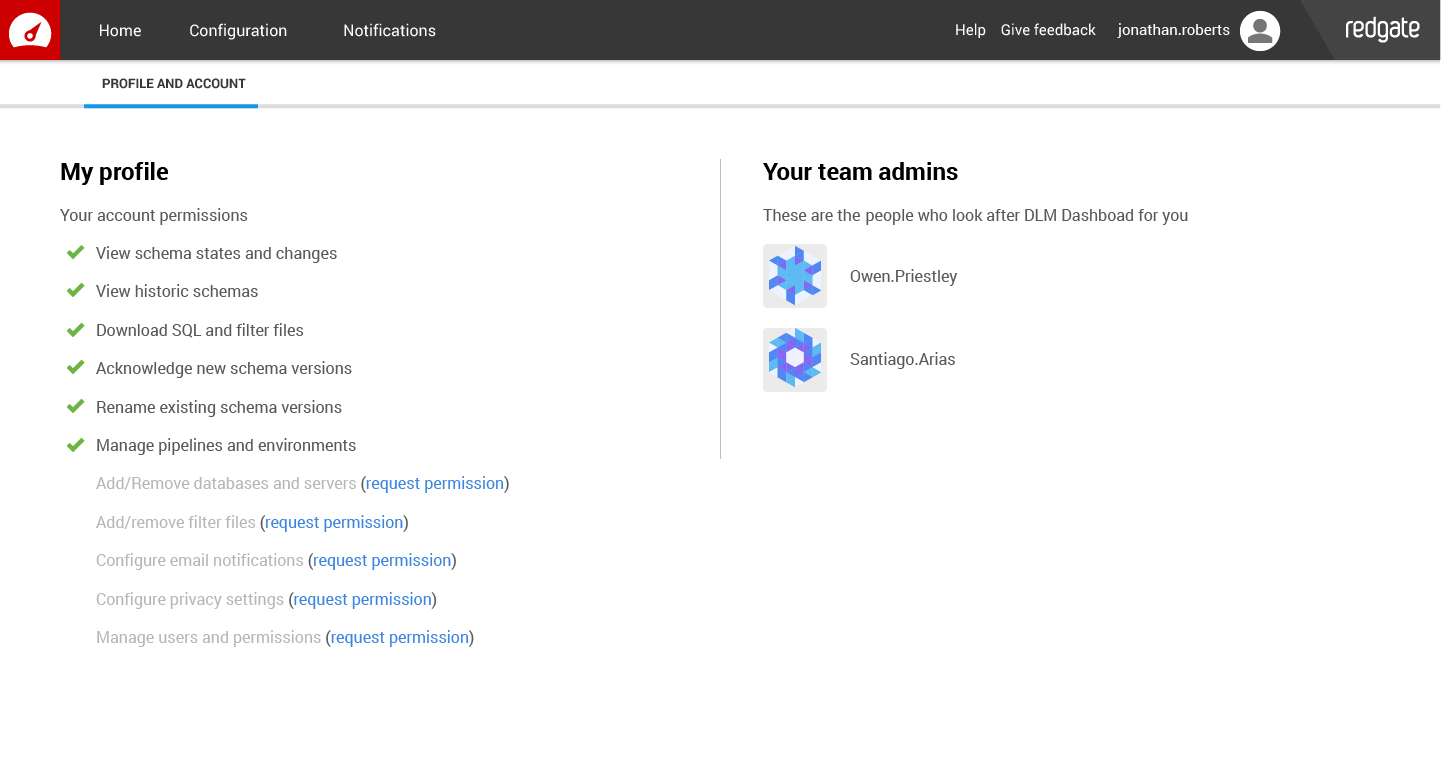 Home Configuration Notifications Help Give feedback jonathan.roberts redgate
PROFILE AND ACCOUNT
My profile
Your account permissions
View schema states and changes
View historic schemas
Download SQL and filter files
Acknowledge new schema versions
Rename existing schema versions
Manage pipelines and environments
Add/Remove databases and servers (request permission)
Add/remove filter files (request permission)
Configure email notifications (request permission)
Configure privacy settings (request permission)
Manage users and permissions (request permission)
Your team admins
These are the people who look after DLM Dashboad for you
Owen.Priestley
Santiago.Arias